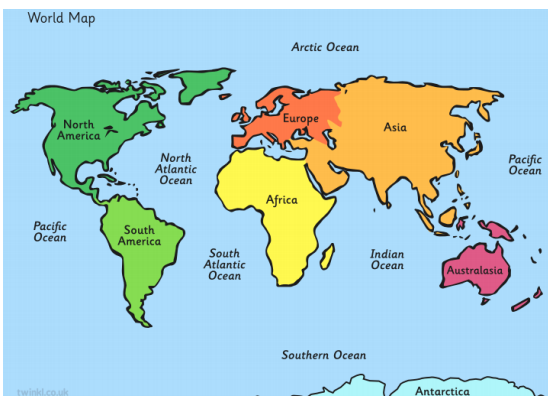 World Map
Arctic Ocean
North
America
Europe
Asia
North
Atlantic
Ocean
Pacific
Ocean
Africa
Pacific
Ocean
South
America
South
Atlantic
Ocean
Indian
Ocean
Australasia
Southern Ocean
twinkl.co.uk
Antarctica